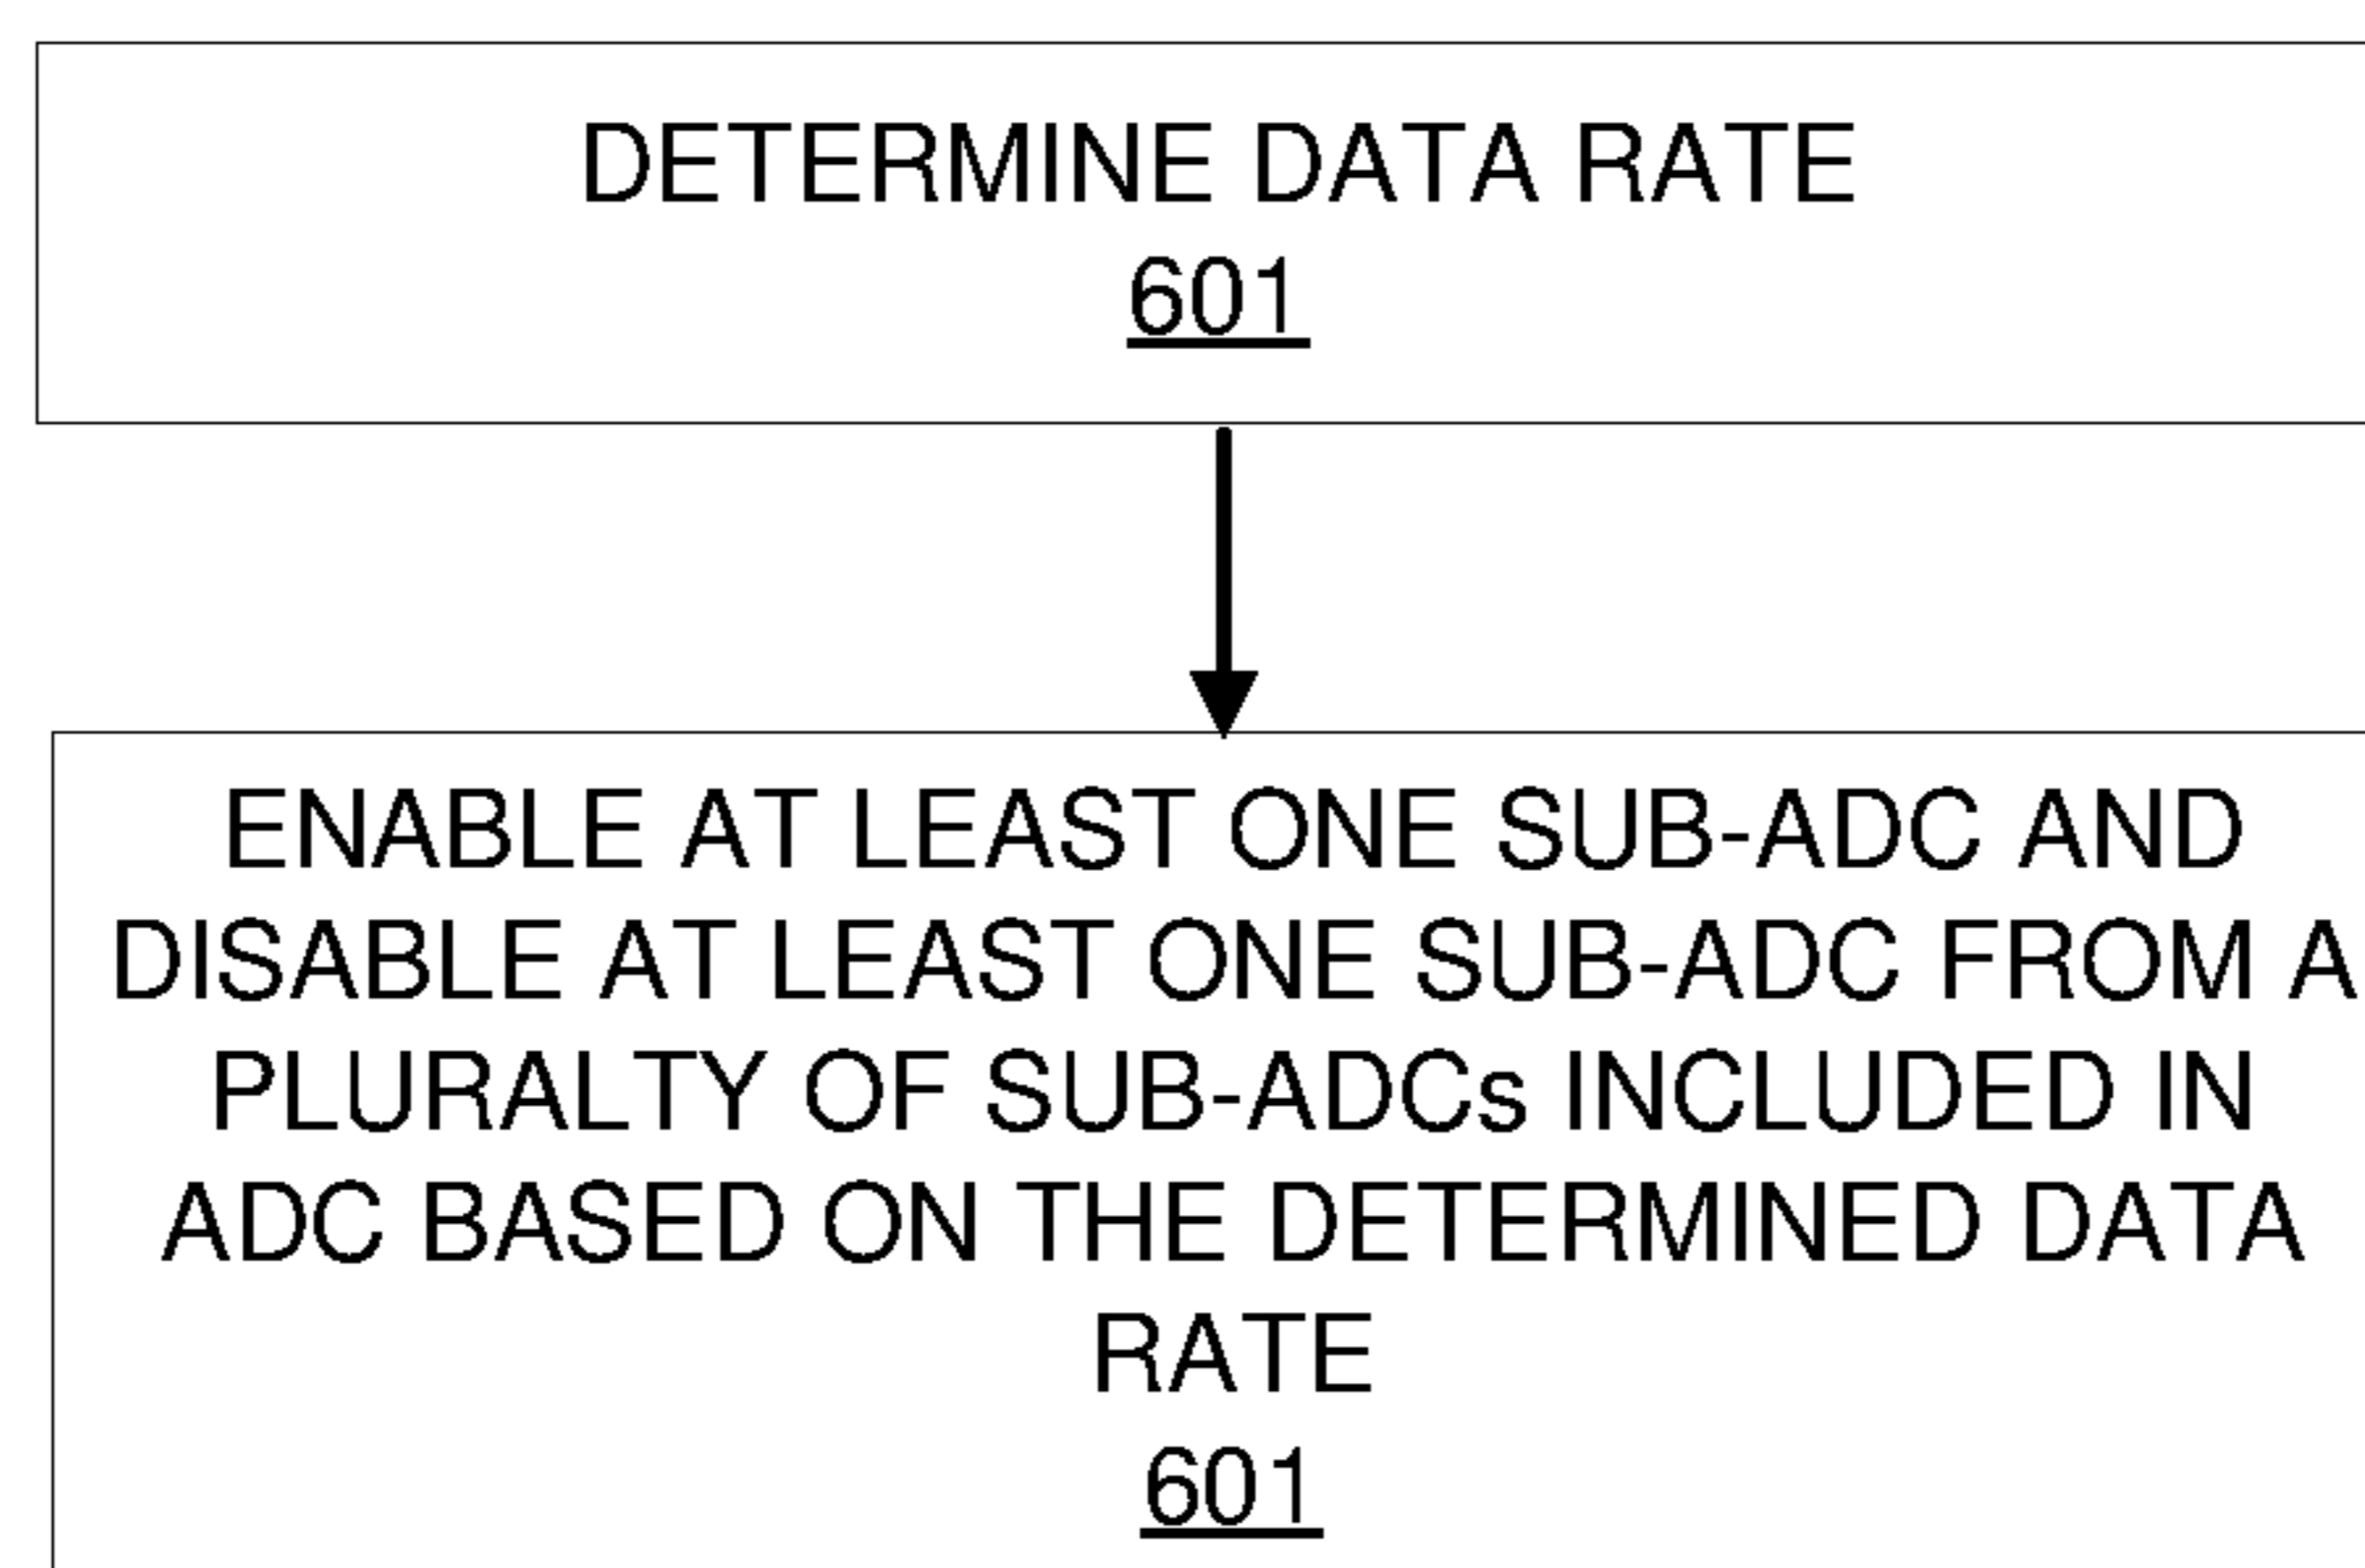 DETERMINE DATA RATE
601
ENABLE AT LEAST ONE SUB-ADC AND
DISABLE AT LEAST ONE SUB-ADC FROM A
PLURALTY OF SUB-ADCs INCLUDED IN
ADC BASED ON THE DETERMINED DATA
RATE
601